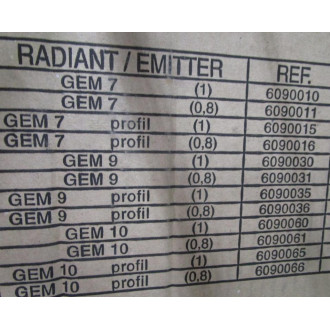 RADIANT / EMITTER REF.
GEM 7 (1) 6090010
GEM 7 (0,8) 6090011
GEM 7 profil (1) 6090015
GEM 7 profil (0,8) 6090016
GEM 9 (1) 6090030
GEM 9 (0,8) 6090031
GEM 9 profil (1) 6090035
GEM 9 profil (0,8) 6090036
GEM 10 (1) 6090060
GEM 10 (0,8) 6090061
GEM 10 profil (1) 6090065
GEM 10 profil (0,8) 6090066